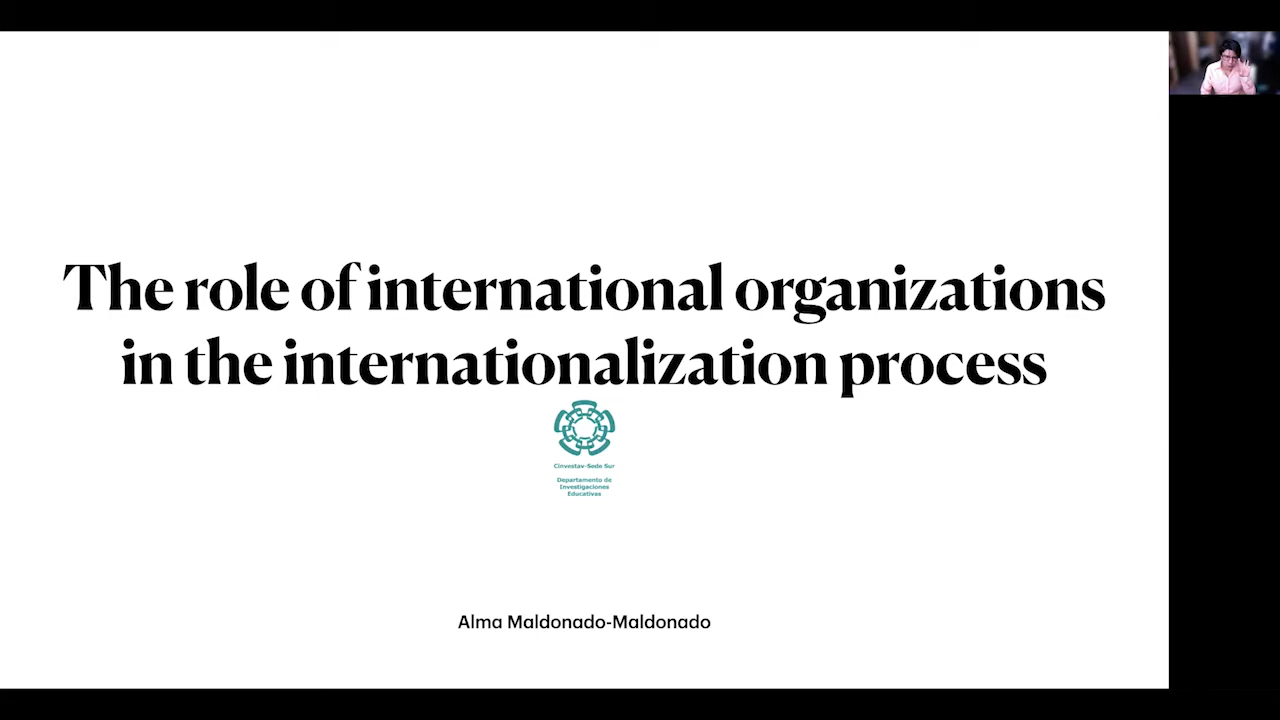 The role of international organizations
in the internationalization process
Cinvestav-Sede Sur
Departamento de
Investigaciones
Educativas
Alma Maldonado-Maldonado